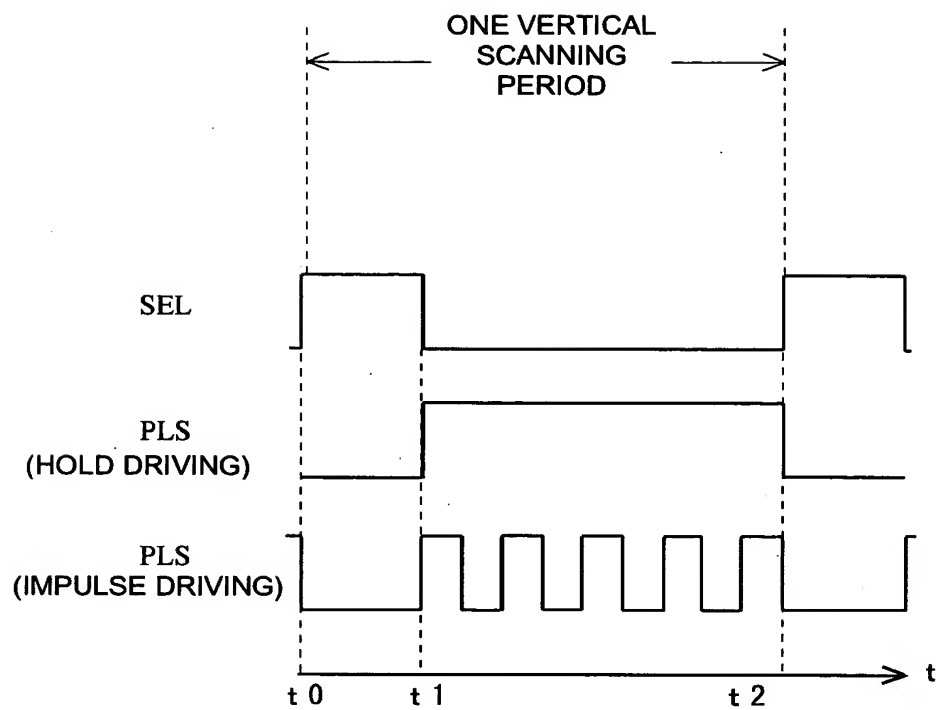 ONE VERTICAL
SCANNING
PERIOD
SEL
PLS
(HOLD DRIVING)
PLS
(IMPULSE DRIVING)
t
t 0 t 1 t 2